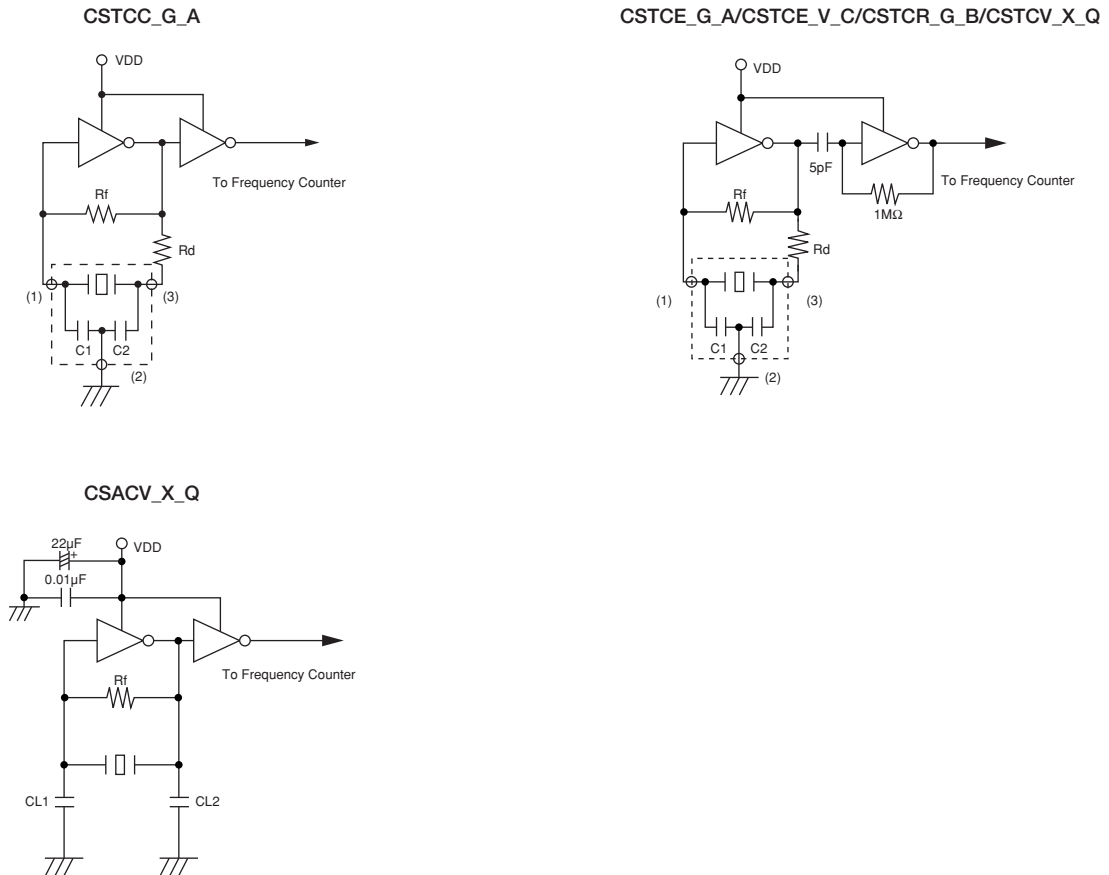 CSTCC_G_A
VDD
To Frequency Counter
Rf
Rd
(1)
(3)
C1
C2
(2)
CSTCE_G_A/CSTCE_V_C/CSTCR_G_B/CSTCV_X_Q
VDD
5pF
To Frequency Counter
1MΩ
Rf
Rd
(1)
(3)
C1
C2
(2)
CSACV_X_Q
22µF
+
VDD
0.01µF
To Frequency Counter
Rf
CL1
CL2